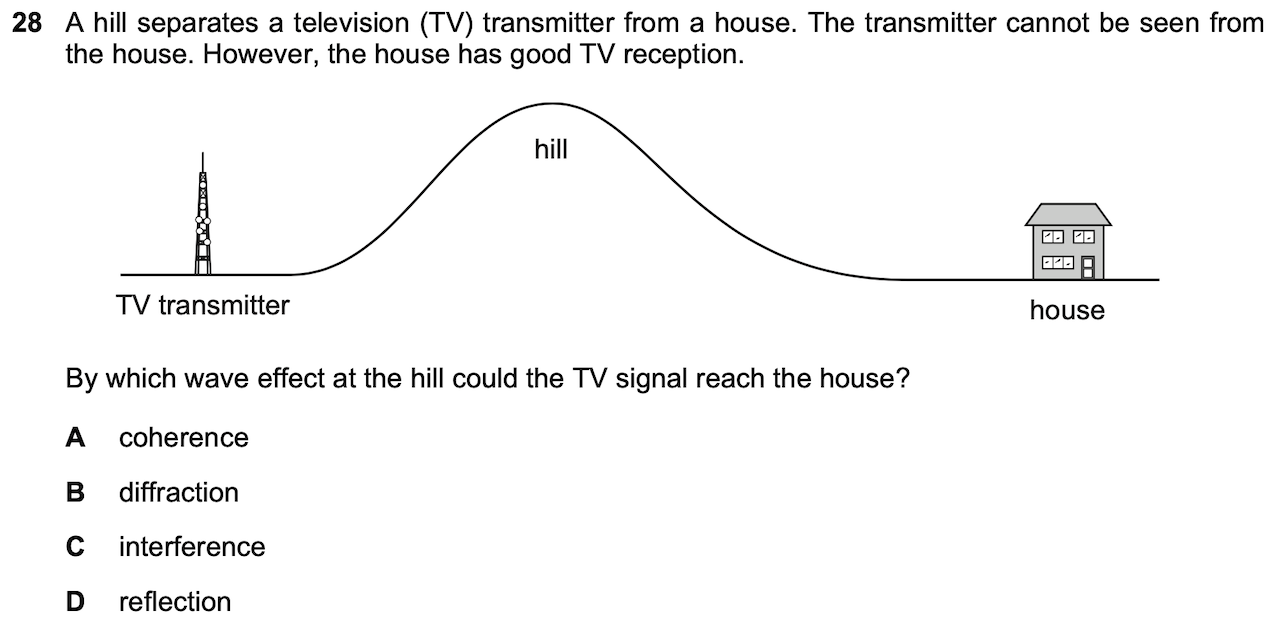 28 A hill separates a television (TV) transmitter from a house. The transmitter cannot be seen from
the house. However, the house has good TV reception.
hill
TV transmitter
house
By which wave effect at the hill could the TV signal reach the house?
A coherence
B diffraction
C interference
D reflection